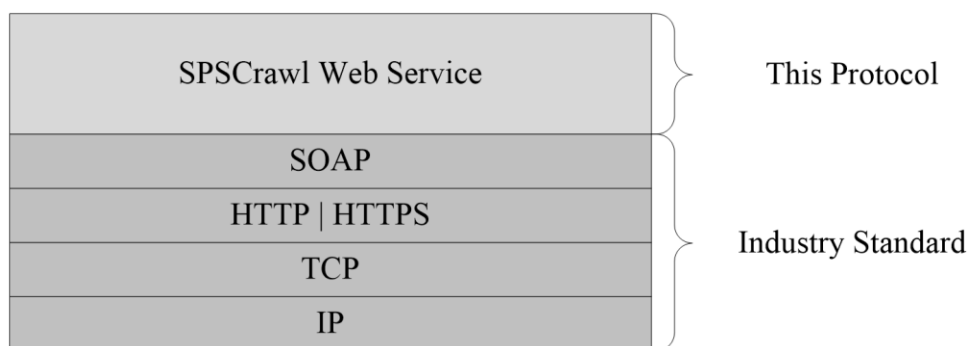 SPSCrawl Web Service
This Protocol
SOAP
HTTP | HTTPS
TCP
IP
Industry Standard